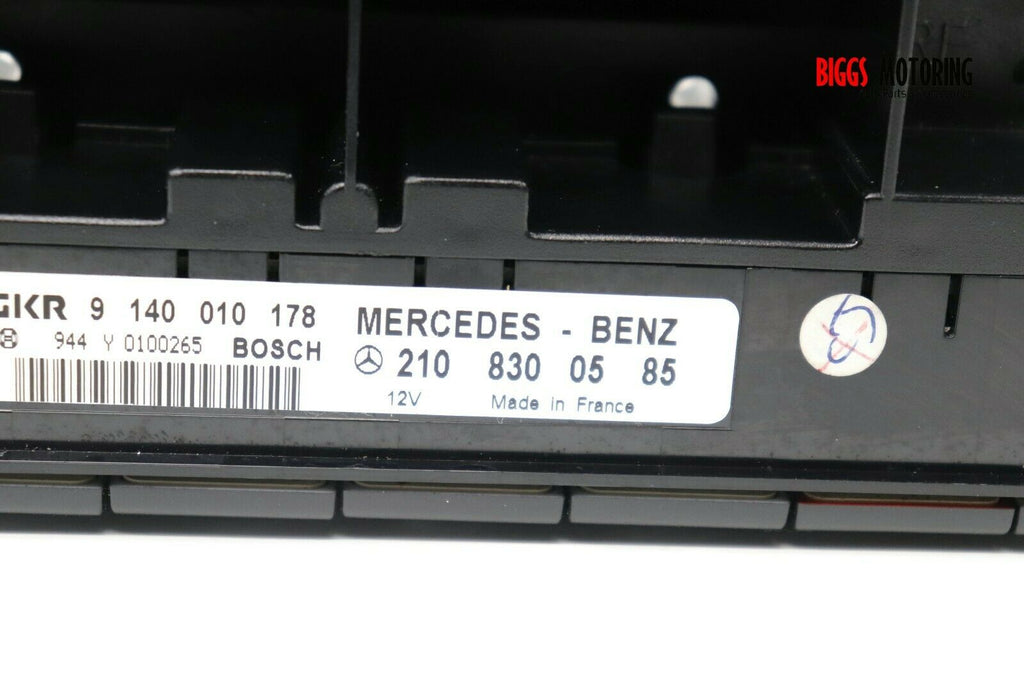 BIGGS MOTORING
GKR 9 140 010 178
944 Y 0100265 BOSCH
MERCEDES - BENZ
210 830 05 85
12V Made in France